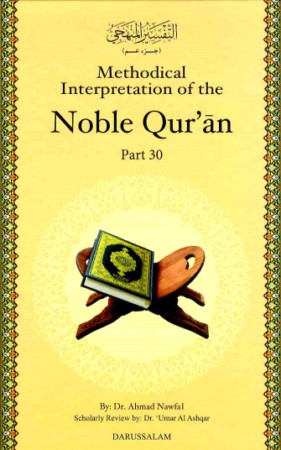 التفسير المنهجي
(جزء عم)
Methodical
Interpretation of the
Noble Qur'ān
Part 30
By: Dr. Ahmad Nawfal
Scholarly Review by: Dr. 'Umar Al Ashqar
DARUSSALAM